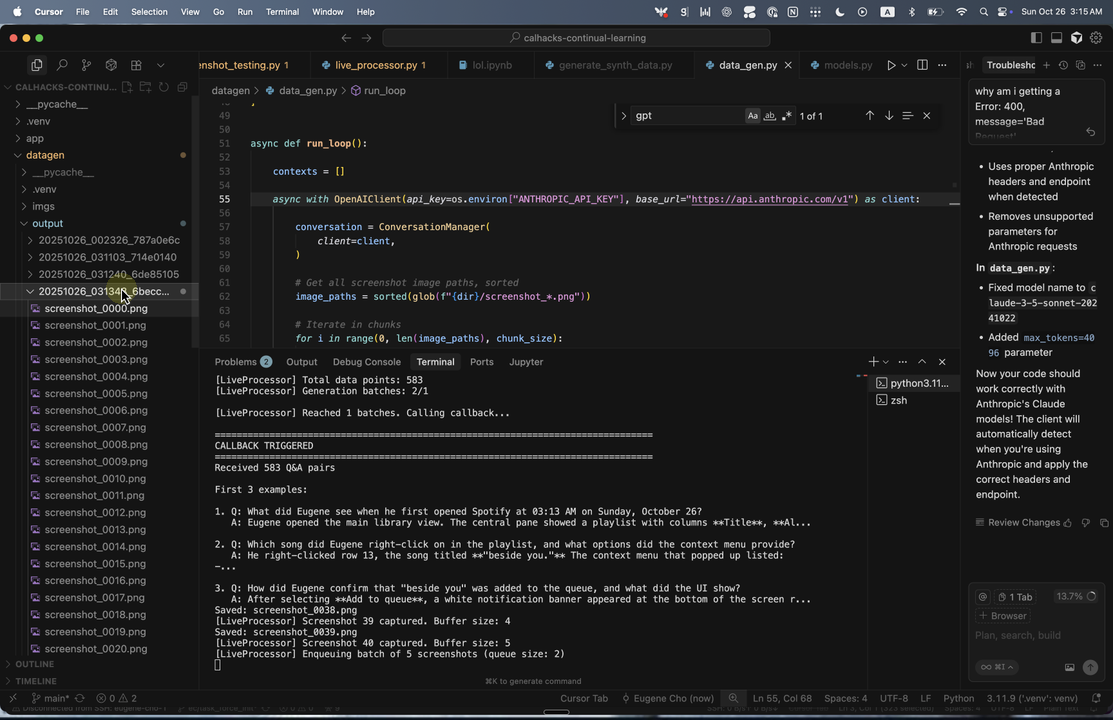 Cursor File Edit Selection View Go Run Terminal Window Help
Sun Oct 26 3:15 AM
calhacks-continual-learning
enshot_testing.py 1 live_processor.py 1 lol.ipynb generate_synth_data.py data_gen.py models.py
Troublesho
CALHACKS-CONTINU...
__pycache__
.venv
app
datagen
__pycache__
.venv
imgs
output
20251026_002326_787a0e6c
20251026_031103_714e0140
20251026_031240_6de85105
20251026_031348_6becc...
screenshot_0000.png
screenshot_0001.png
screenshot_0002.png
screenshot_0003.png
screenshot_0004.png
screenshot_0005.png
screenshot_0006.png
screenshot_0007.png
screenshot_0008.png
screenshot_0009.png
screenshot_0010.png
screenshot_0011.png
screenshot_0012.png
screenshot_0013.png
screenshot_0014.png
screenshot_0015.png
screenshot_0016.png
screenshot_0017.png
screenshot_0018.png
screenshot_0019.png
screenshot_0020.png
OUTLINE
TIMELINE
datagen > data_gen.py > run_loop
gpt
1 of 1
49
50
51 async def run_loop():
52
53 contexts = []
54
55 async with OpenAIClient(api_key=os.environ["ANTHROPIC_API_KEY"], base_url="https://api.anthropic.com/v1") as client:
56
57 conversation = ConversationManager(
58 client=client,
59 )
60
61 # Get all screenshot image paths, sorted
62 image_paths = sorted(glob(f"{dir}/screenshot_*.png"))
63
64 # Iterate in chunks
65 for i in range(0, len(image_paths), chunk_size):
Problems 2 Output Debug Console Terminal Ports Jupyter
python3.11...
zsh
[LiveProcessor] Total data points: 583
[LiveProcessor] Generation batches: 2/1
[LiveProcessor] Reached 1 batches. Calling callback...
================================================================================
CALLBACK TRIGGERED
================================================================================
Received 583 Q&A pairs
First 3 examples:
1. Q: What did Eugene see when he first opened Spotify at 03:13 AM on Sunday, October 26?
A: Eugene opened the main library view. The central pane showed a playlist with columns **Title**, **Al...
2. Q: Which song did Eugene right-click on in the playlist, and what options did the context menu provide?
A: He right-clicked row 13, the song titled **"beside you."** The context menu that popped up listed:
–...
3. Q: How did Eugene confirm that "beside you" was added to the queue, and what did the UI show?
A: After selecting **Add to queue**, a white notification banner appeared at the bottom of the screen r...
Saved: screenshot_0038.png
[LiveProcessor] Screenshot 39 captured. Buffer size: 4
Saved: screenshot_0039.png
[LiveProcessor] Screenshot 40 captured. Buffer size: 5
[LiveProcessor] Enqueuing batch of 5 screenshots (queue size: 2)
⌘K to generate command
why am i getting a
Error: 400,
message='Bad
Request'
• Uses proper Anthropic
headers and endpoint
when detected
• Removes unsupported
parameters for
Anthropic requests
In data_gen.py:
• Fixed model name to c
laude-3-5-sonnet-202
41022
• Added max_tokens=40
96 parameter
Now your code should
work correctly with
Anthropic's Claude
models! The client will
automatically detect
when you're using
Anthropic and apply the
correct headers and
endpoint.
Review Changes
1 Tab
13.7%
Browser
Plan, search, build
⌘I
main* 0 2
Cursor Tab Eugene Cho (now) Ln 55, Col 68 Spaces: 4 UTF-8 LF Python 3.11.9 ('.venv': venv)